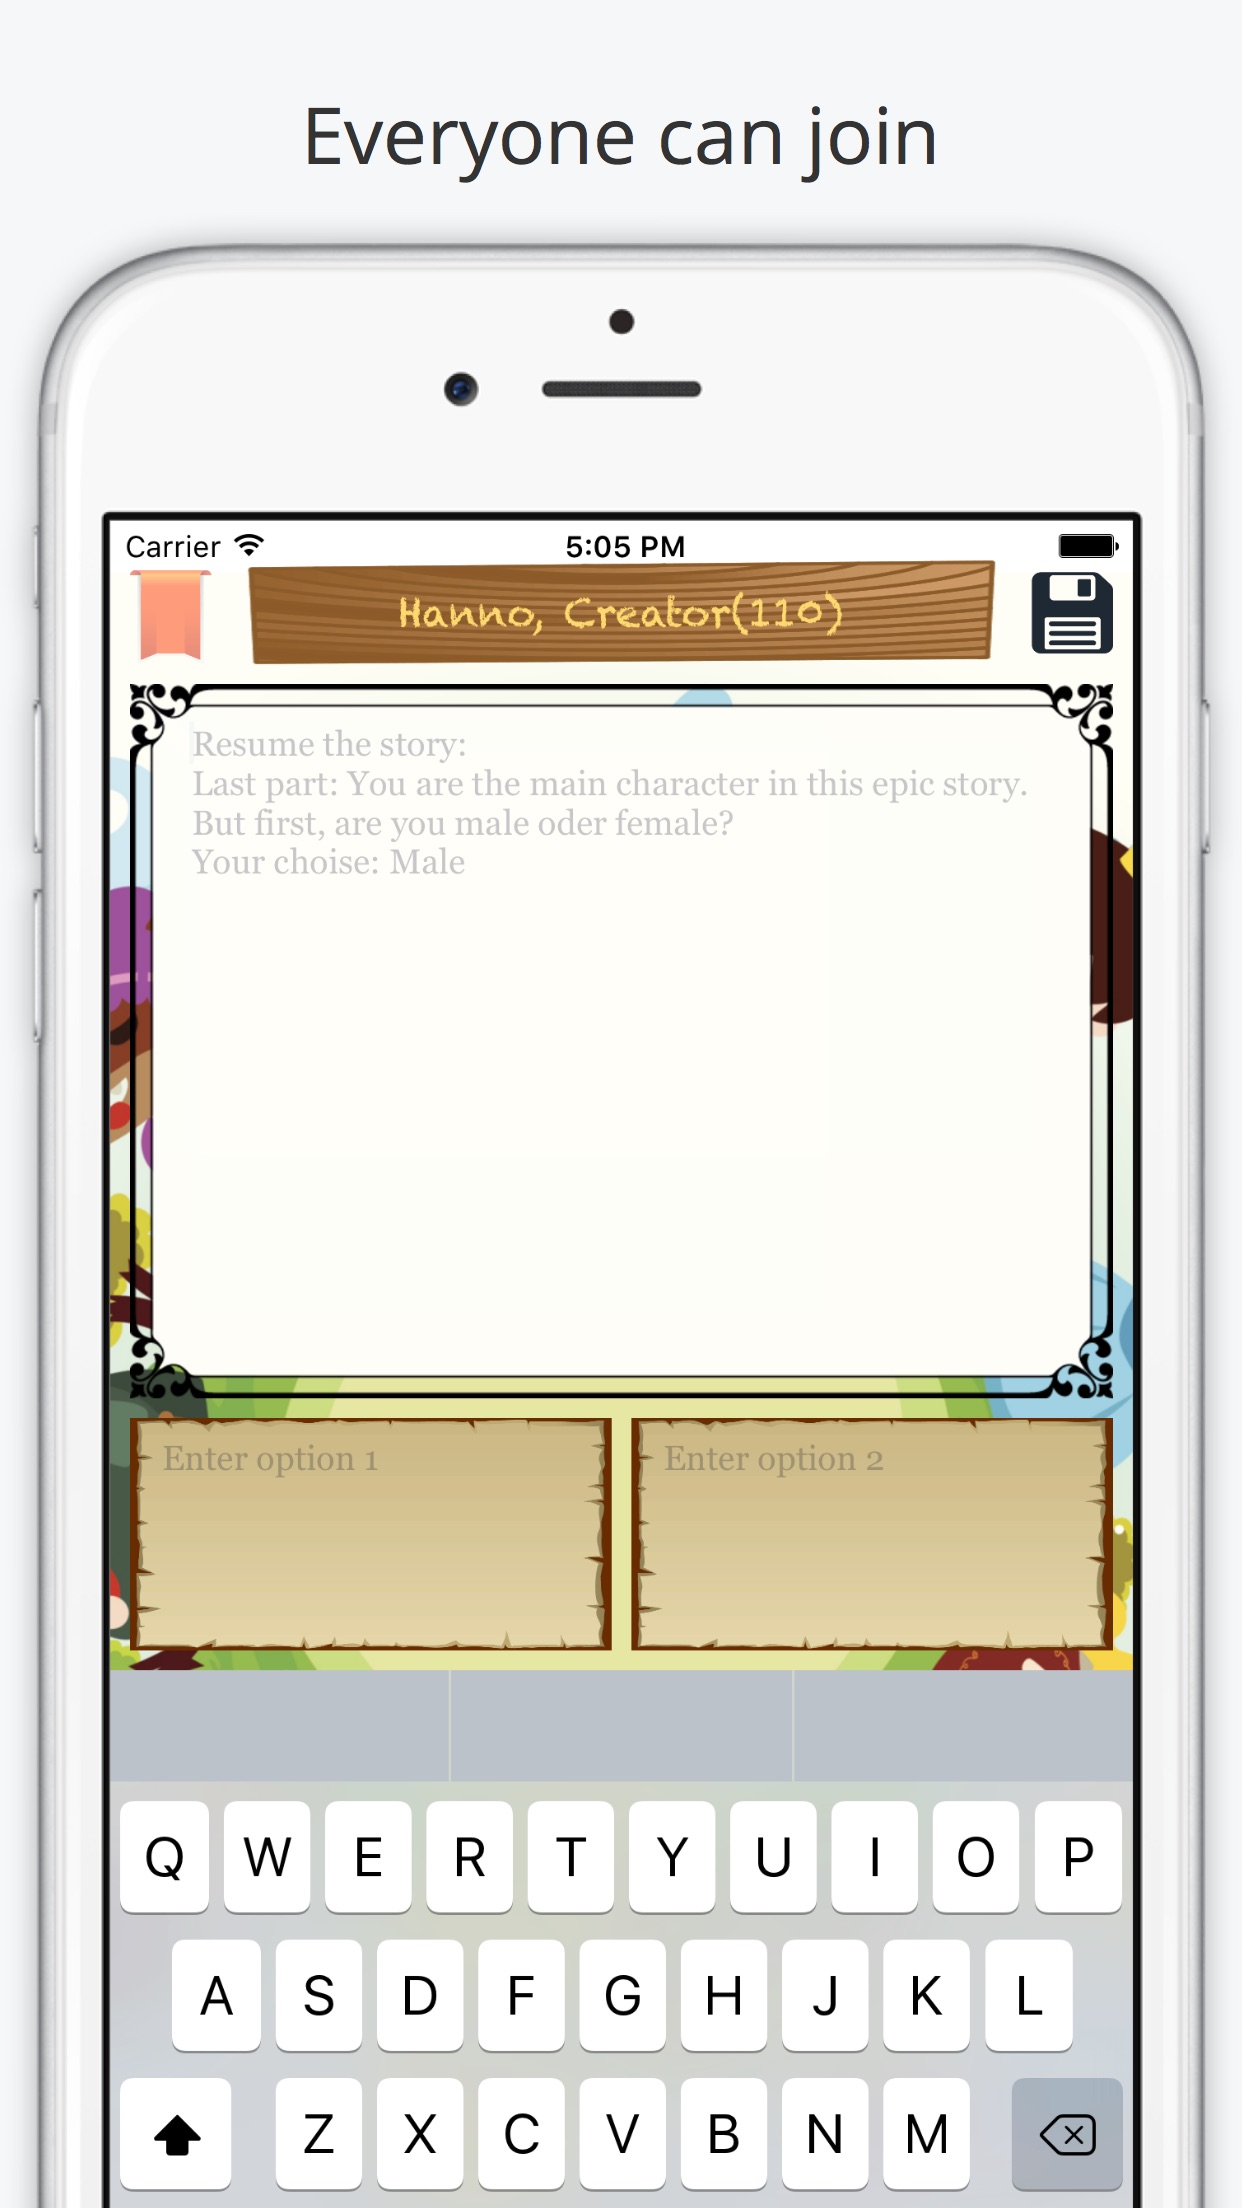 Everyone can join
Carrier 5:05 PM
Hanno, Creator(110)
Resume the story:
Last part: You are the main character in this epic story.
But first, are you male oder female?
Your choise: Male
Enter option 1
Enter option 2
Q W E R T Y U I O P
A S D F G H J K L
Z X C V B N M